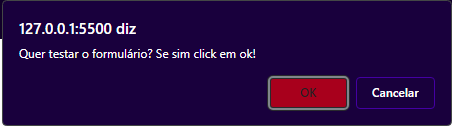 127.0.0.1:5500 diz
Quer testar o formulário? Se sim click em ok!
OK
Cancelar